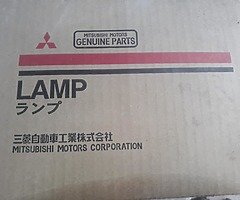 MITSUBISHI MOTORS
GENUINE PARTS
LAMP
ランプ
三菱自動車工業株式会社
MITSUBISHI MOTORS CORPORATION